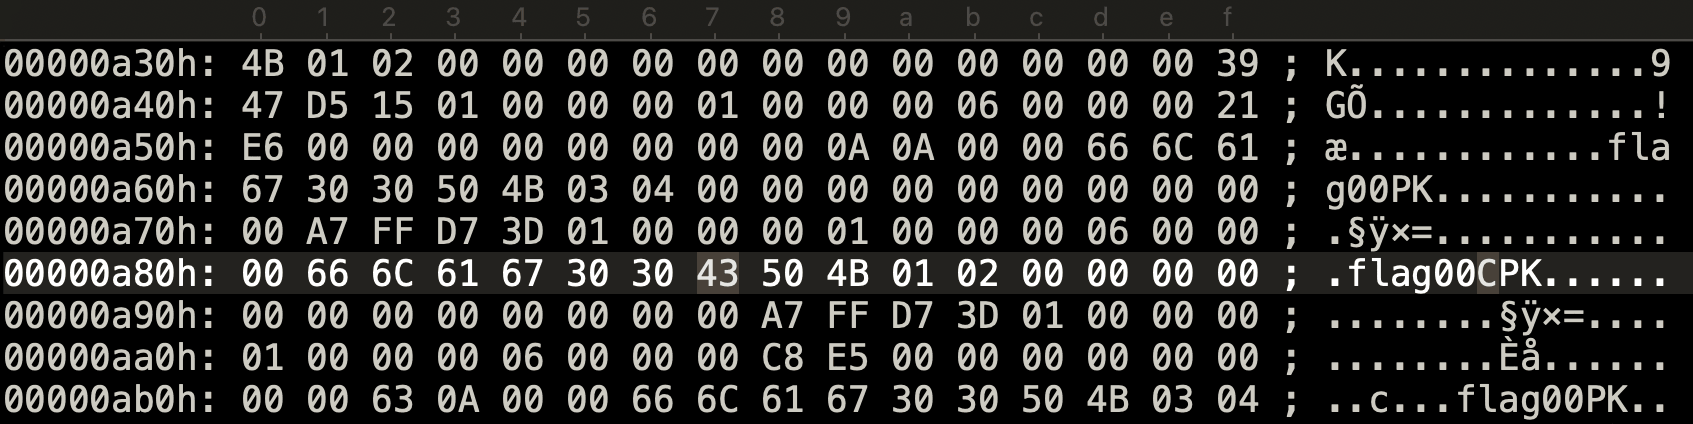 0 1 2 3 4 5 6 7 8 9 a b c d e f
00000a30h: 4B 01 02 00 00 00 00 00 00 00 00 00 00 00 00 39 ; K..............9
00000a40h: 47 D5 15 01 00 00 00 01 00 00 00 06 00 00 00 21 ; GÕ.............!
00000a50h: E6 00 00 00 00 00 00 00 00 0A 0A 00 00 66 6C 61 ; æ............fla
00000a60h: 67 30 30 50 4B 03 04 00 00 00 00 00 00 00 00 00 ; g00PK...........
00000a70h: 00 A7 FF D7 3D 01 00 00 00 01 00 00 00 06 00 00 ; .§ÿ×=...........
00000a80h: 00 66 6C 61 67 30 30 43 50 4B 01 02 00 00 00 00 ; .flag00CPK......
00000a90h: 00 00 00 00 00 00 00 00 A7 FF D7 3D 01 00 00 00 ; ........§ÿ×=....
00000aa0h: 01 00 00 00 06 00 00 00 C8 E5 00 00 00 00 00 00 ; ........Èå......
00000ab0h: 00 00 63 0A 00 00 66 6C 61 67 30 30 50 4B 03 04 ; ..c...flag00PK..